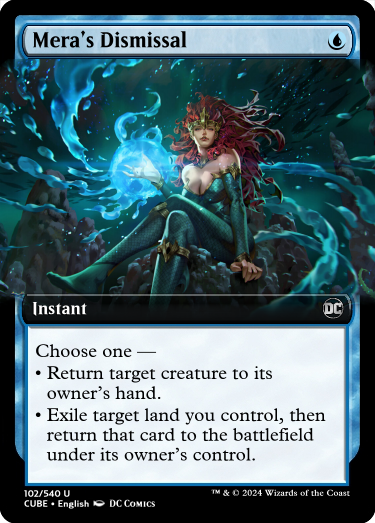 Mera's Dismissal
Instant
DC
Choose one —
• Return target creature to its
owner's hand.
• Exile target land you control, then
return that card to the battlefield
under its owner's control.
102/540 U
CUBE • English DC Comics
™ & © 2024 Wizards of the Coast